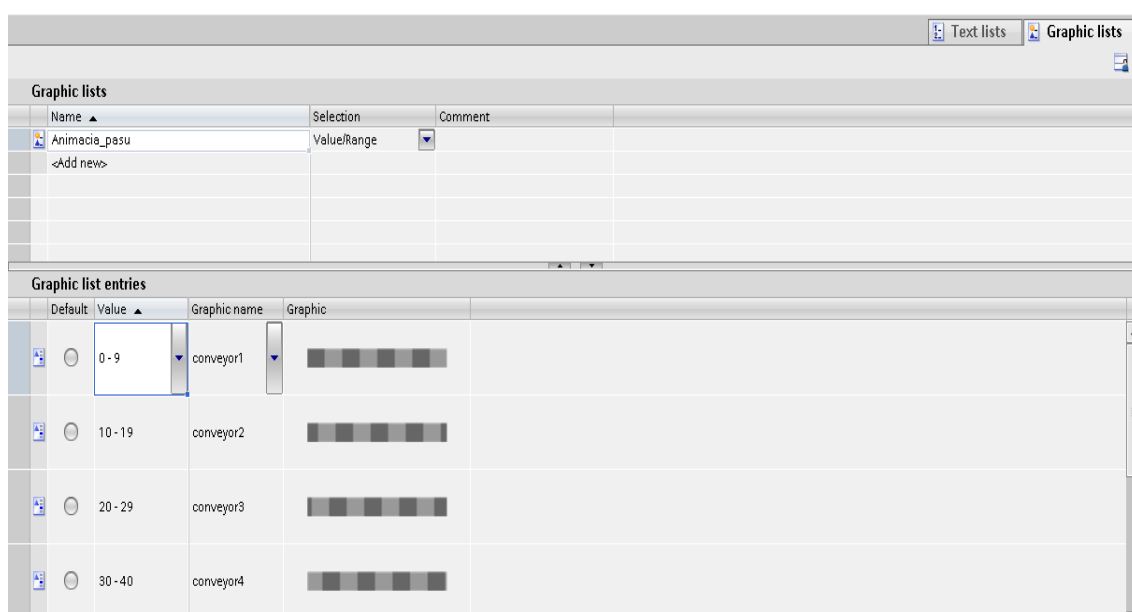 Text lists Graphic lists
Graphic lists
Name Selection Comment
Animacia_pasu Value/Range
<Add new>
Graphic list entries
Default Value Graphic name Graphic
0 - 9 conveyor1
10 - 19 conveyor2
20 - 29 conveyor3
30 - 40 conveyor4